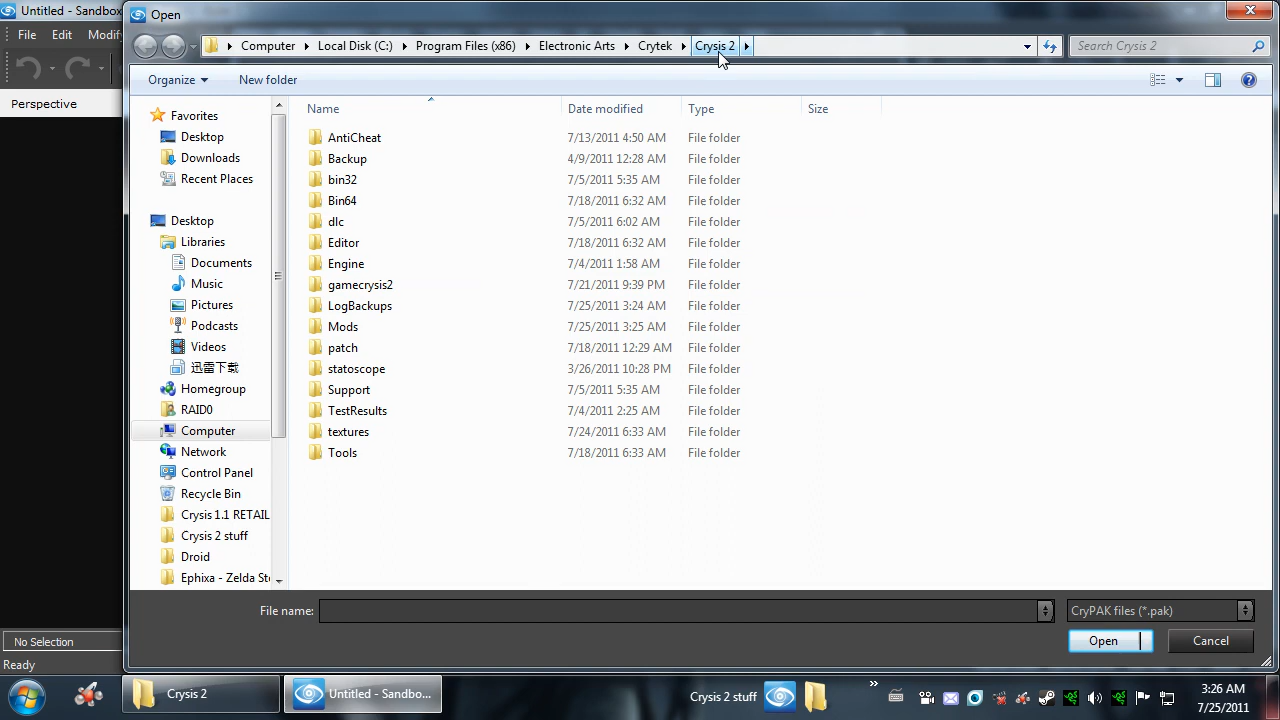 Untitled - Sandbox
Open
File Edit Modif
Computer Local Disk (C:) Program Files (x86) Electronic Arts Crytek Crysis 2
Search Crysis 2
Organize New folder
Perspective
Name Date modified Type Size
Favorites
Desktop
Downloads
Recent Places
Desktop
Libraries
Documents
Music
Pictures
Podcasts
Videos
迅雷下载
Homegroup
RAID0
Computer
Network
Control Panel
Recycle Bin
Crysis 1.1 RETAIL
Crysis 2 stuff
Droid
Ephixa - Zelda Ste
AntiCheat 7/13/2011 4:50 AM File folder
Backup 4/9/2011 12:28 AM File folder
bin32 7/5/2011 5:35 AM File folder
Bin64 7/18/2011 6:32 AM File folder
dlc 7/5/2011 6:02 AM File folder
Editor 7/18/2011 6:32 AM File folder
Engine 7/4/2011 1:58 AM File folder
gamecrysis2 7/21/2011 9:39 PM File folder
LogBackups 7/25/2011 3:24 AM File folder
Mods 7/25/2011 3:25 AM File folder
patch 7/18/2011 12:29 AM File folder
statoscope 3/26/2011 10:28 PM File folder
Support 7/5/2011 5:35 AM File folder
TestResults 7/4/2011 2:25 AM File folder
textures 7/24/2011 6:33 AM File folder
Tools 7/18/2011 6:33 AM File folder
File name: CryPAK files (*.pak)
Open Cancel
No Selection
Ready
Crysis 2 Untitled - Sandbo... Crysis 2 stuff » 3:26 AM
7/25/2011